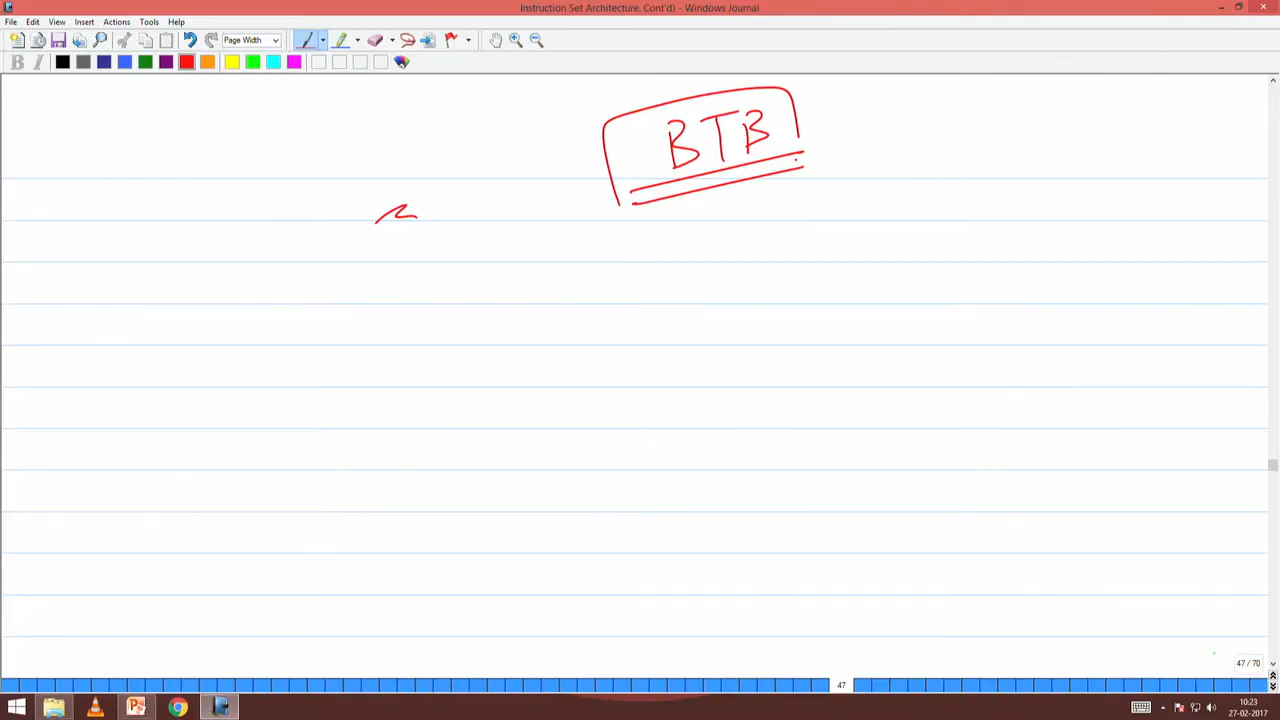 Instruction Set Architecture. Cont'd) - Windows Journal
File Edit View Insert Actions Tools Help
Page Width
B I
BTB
47 / 70
47
10:23
27-02-2017